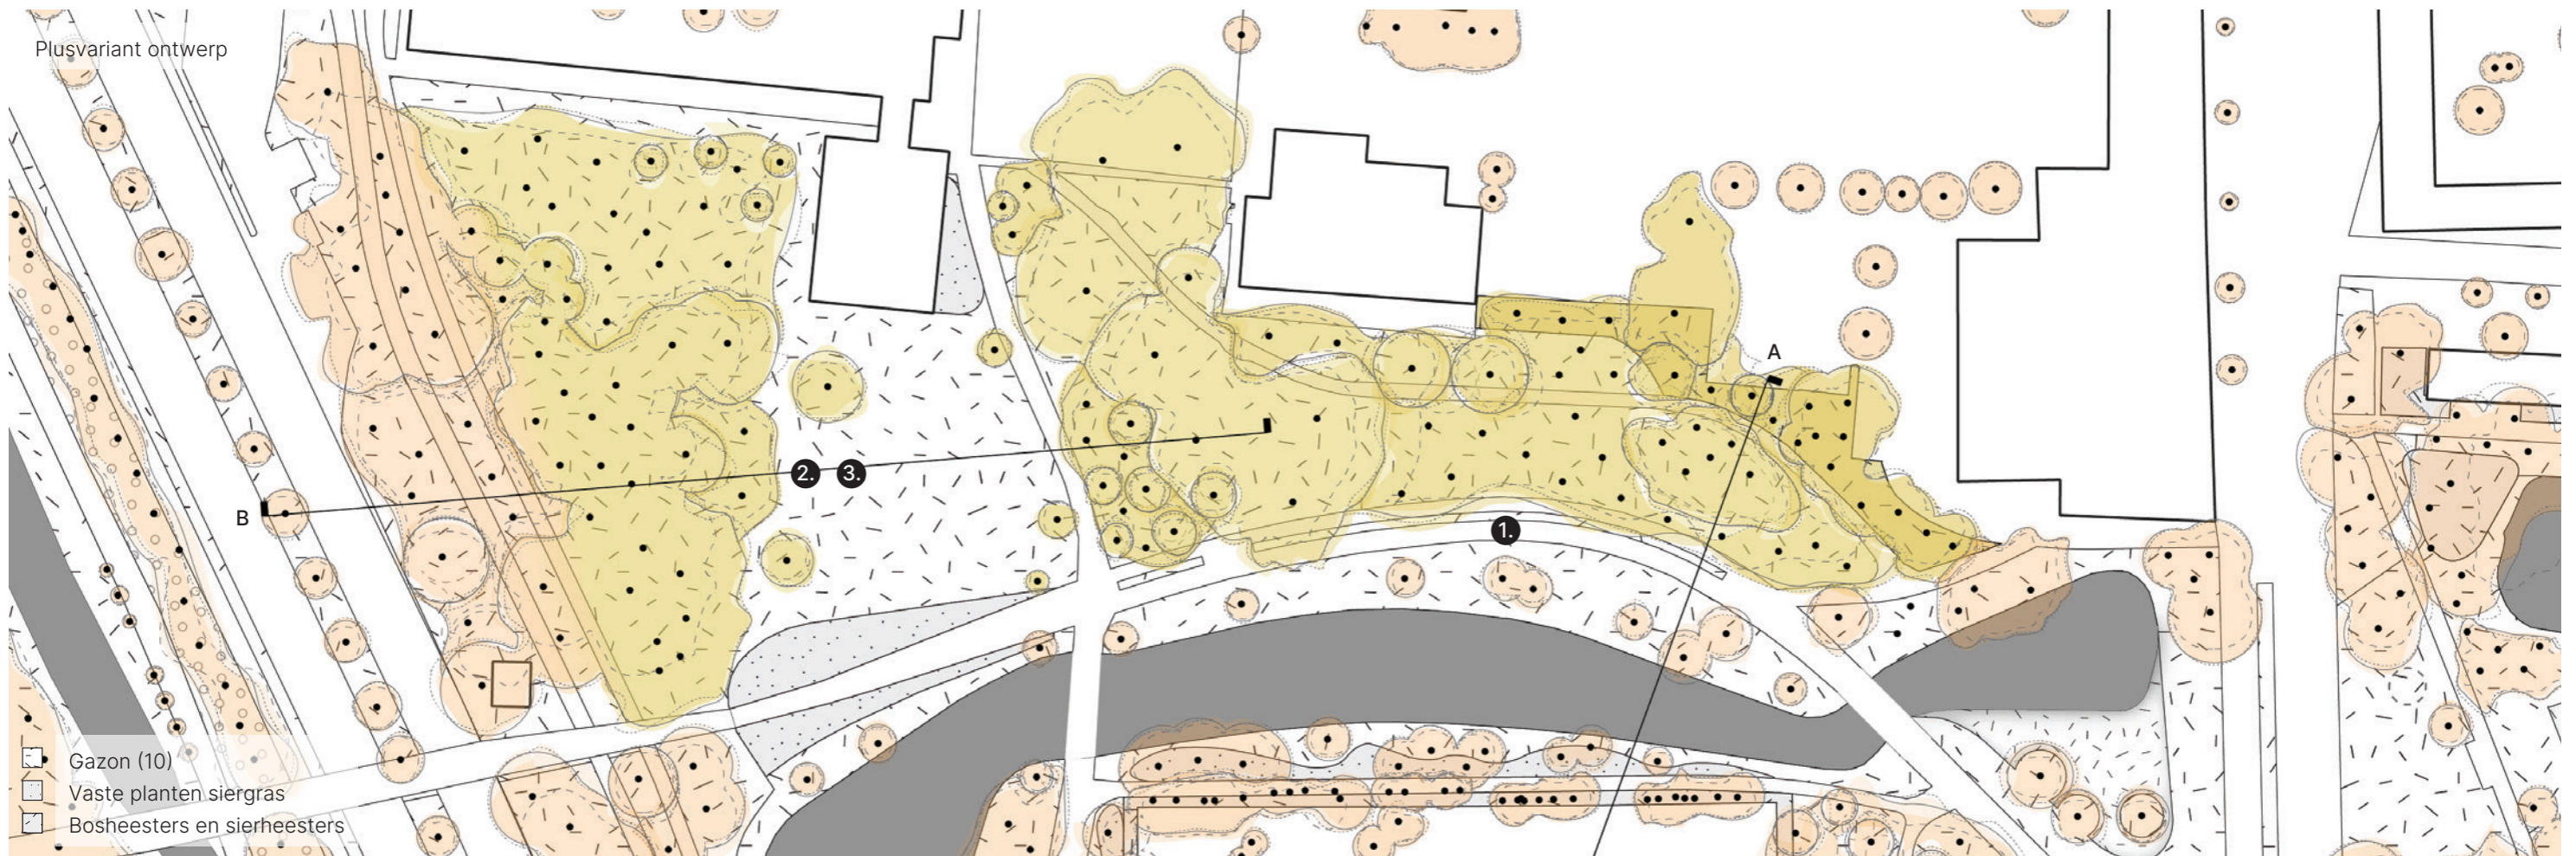 Plusvariant ontwerp
A
B
2. 3.
1.
Gazon (10)
Vaste planten siergras
Bosheesters en sierheesters